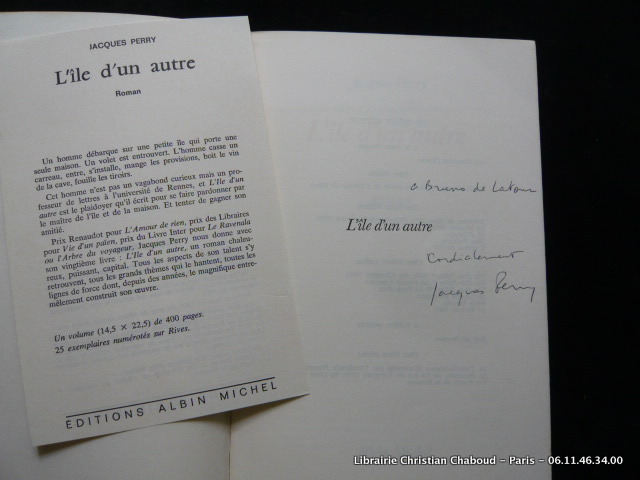 JACQUES PERRY
L'île d'un autre
Roman
Un homme débarque sur une petite île qui porte une
seule maison. Un volet est entrouvert. L'homme casse un
carreau, entre, s'installe, mange les provisions, boit le vin
de la cave, fouille les tiroirs.
Cet homme n'est pas un vagabond curieux mais un pro-
fesseur de lettres à l'université de Rennes, et L'Ile d'un
autre est le plaidoyer qu'il écrit pour se faire pardonner par
le maître de l'île et de la maison. Et tenter de gagner son
amitié.
Prix Renaudot pour L'Amour de rien, prix des Libraires
pour Vie d'un païen, prix du Livre Inter pour Le Ravenala
ou l'Arbre du voyageur, Jacques Perry nous donne avec
son vingtième livre : L'Ile d'un autre, un roman chaleu-
reux, puissant, capital. Tous les aspects de son talent s'y
retrouvent, tous les grands thèmes qui le hantent, toutes les
lignes de force dont, depuis des années, le magnifique entre-
mêlement construit son œuvre.
Un volume (14,5 × 22,5) de 400 pages.
25 exemplaires numérotés sur Rives.
ÉDITIONS ALBIN MICHEL
à Bruno de Latour
L'île d'un autre
cordialement
Jacques Perry
Librairie Christian Chaboud - Paris - 06.11.46.34.00